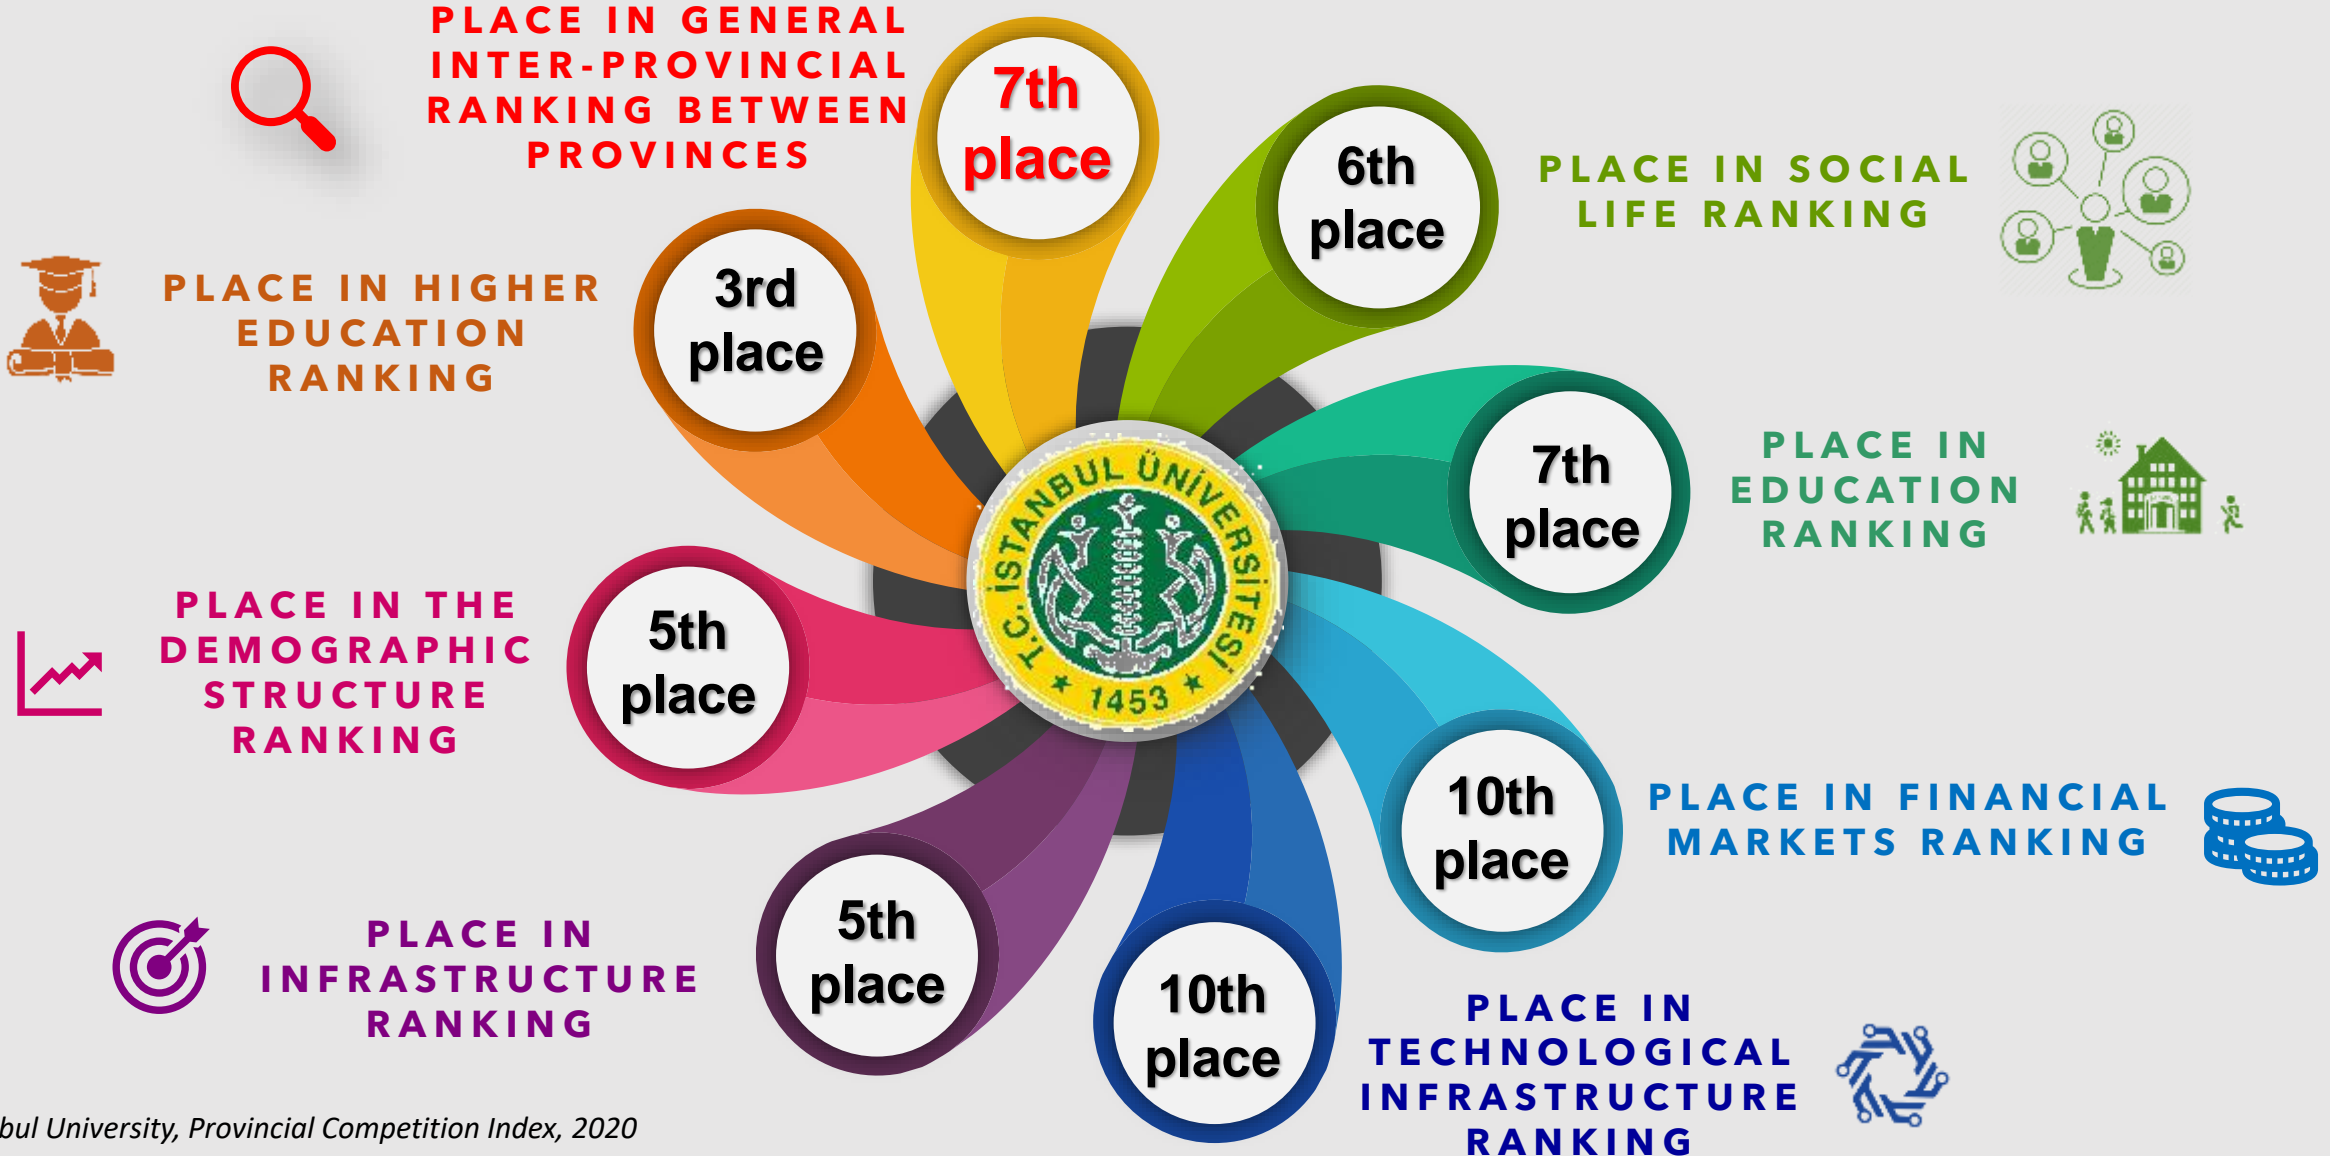 PLACE IN GENERAL
INTER-PROVINCIAL
RANKING BETWEEN
PROVINCES
7th
place
6th
place
PLACE IN SOCIAL
LIFE RANKING
PLACE IN HIGHER
EDUCATION
RANKING
3rd
place
7th
place
PLACE IN
EDUCATION
RANKING
T.C. İSTANBUL ÜNİVERSİTESİ
1453
PLACE IN THE
DEMOGRAPHIC
STRUCTURE
RANKING
5th
place
10th
place
PLACE IN FINANCIAL
MARKETS RANKING
PLACE IN
INFRASTRUCTURE
RANKING
5th
place
10th
place
PLACE IN
TECHNOLOGICAL
INFRASTRUCTURE
RANKING
bul University, Provincial Competition Index, 2020